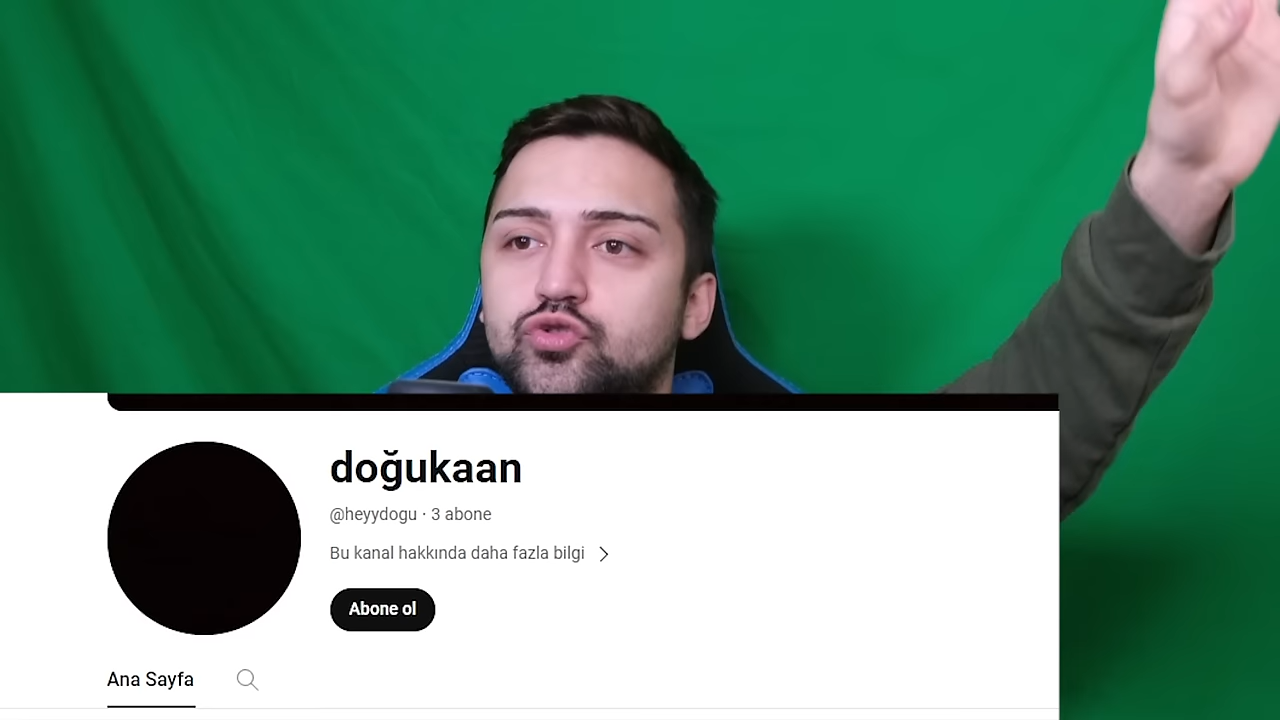 doğukaan
@heyydogu · 3 abone
Bu kanal hakkında daha fazla bilgi
Abone ol
Ana Sayfa